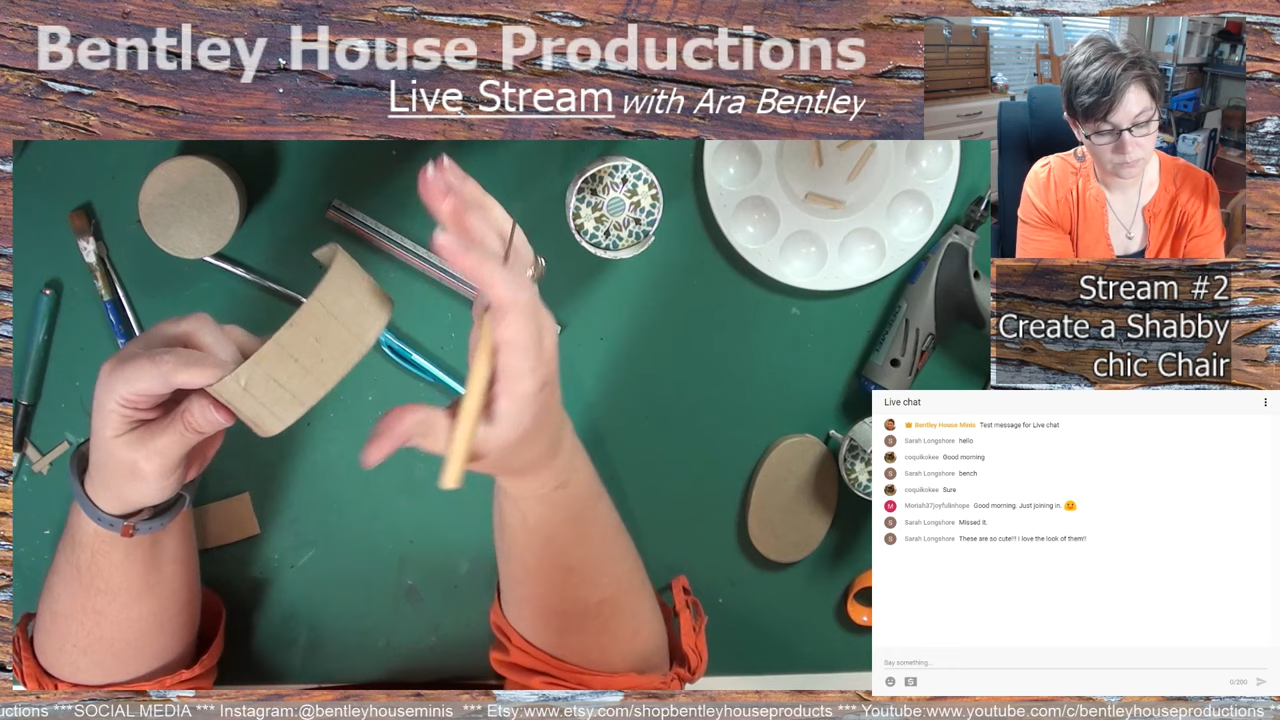 Bentley House Productions
Live Stream with Ara Bentley
Stream #2
Create a Shabby
chic Chair
Live chat
Bentley House Minis Test message for Live chat
S Sarah Longshore hello
coquikokee Good morning
S Sarah Longshore bench
coquikokee Sure
M Moriah37joyfulinhope Good morning. Just joining in.
S Sarah Longshore Missed it.
S Sarah Longshore These are so cute!!! I love the look of them!!
Say something...
0/200
uctions ***SOCIAL MEDIA *** Instagram:@bentleyhouseminis *** Etsy:www.etsy.com/shopbentleyhouseproducts *** Youtube:www.youtube.com/c/bentleyhouseproductions *